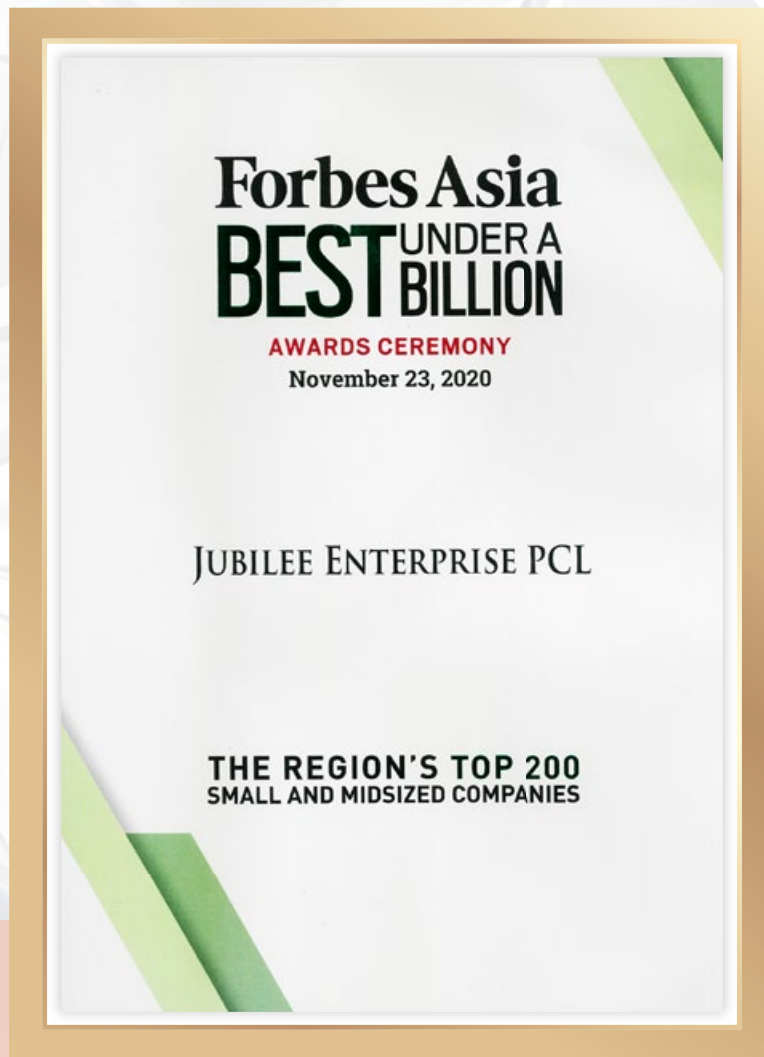 Forbes Asia
BEST UNDER A BILLION
AWARDS CEREMONY
November 23, 2020
JUBILEE ENTERPRISE PCL
THE REGION'S TOP 200
SMALL AND MIDSIZED COMPANIES